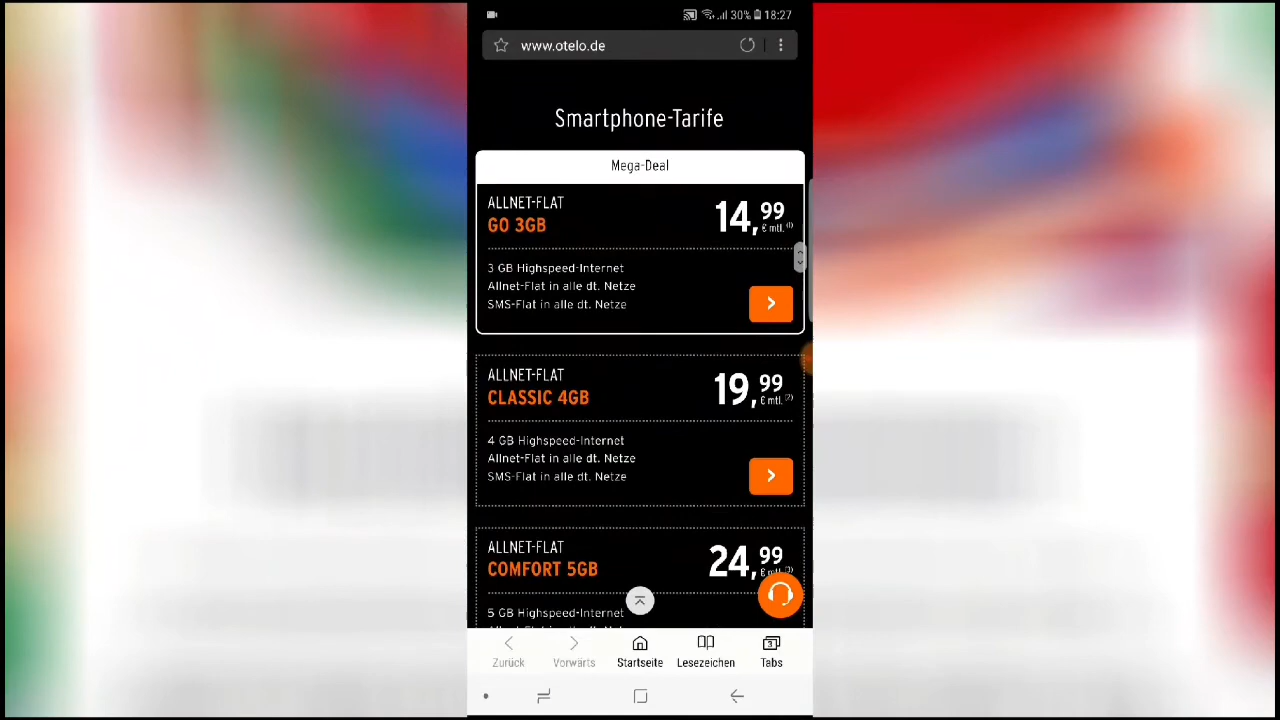 30% 18:27
www.otelo.de
Smartphone-Tarife
Mega-Deal
ALLNET-FLAT
GO 3GB
14,99
€ mtl. (1)
3 GB Highspeed-Internet
Allnet-Flat in alle dt. Netze
SMS-Flat in alle dt. Netze
ALLNET-FLAT
CLASSIC 4GB
19,99
€ mtl. (2)
4 GB Highspeed-Internet
Allnet-Flat in alle dt. Netze
SMS-Flat in alle dt. Netze
ALLNET-FLAT
COMFORT 5GB
24,99
€ mtl. (3)
5 GB Highspeed-Internet
3
Zurück Vorwärts Startseite Lesezeichen Tabs